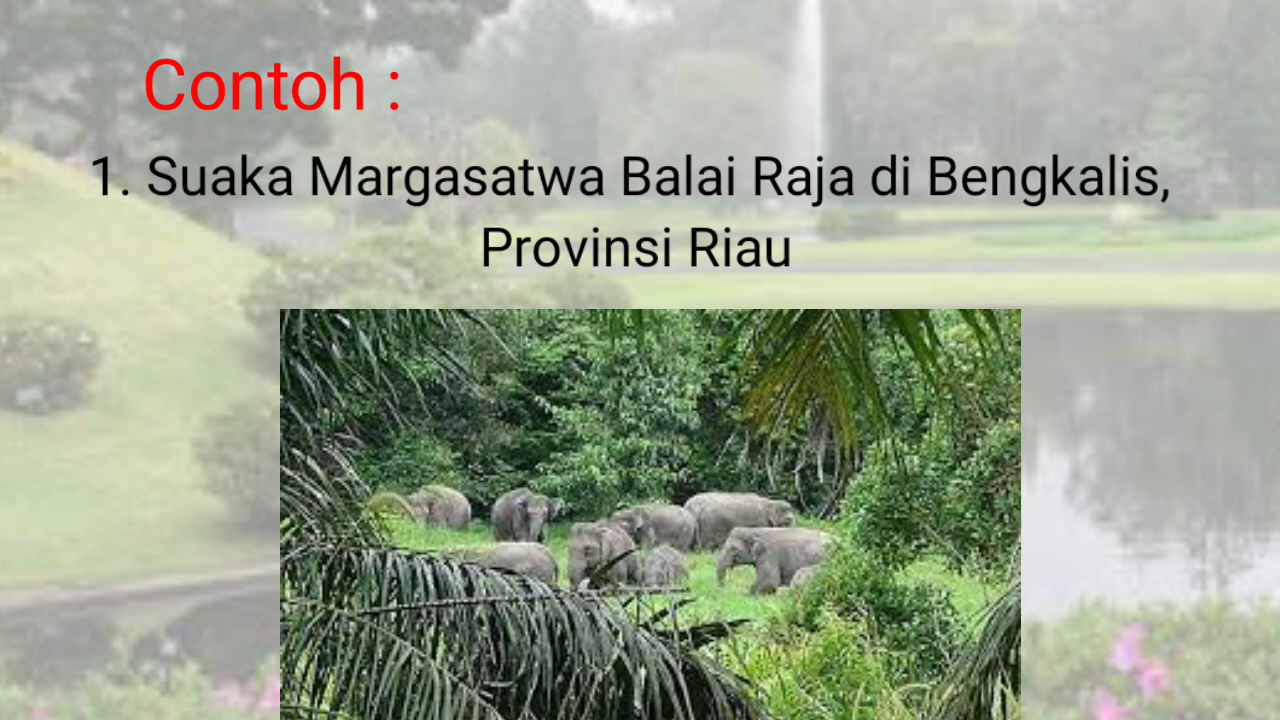 Contoh :
1. Suaka Margasatwa Balai Raja di Bengkalis,
Provinsi Riau